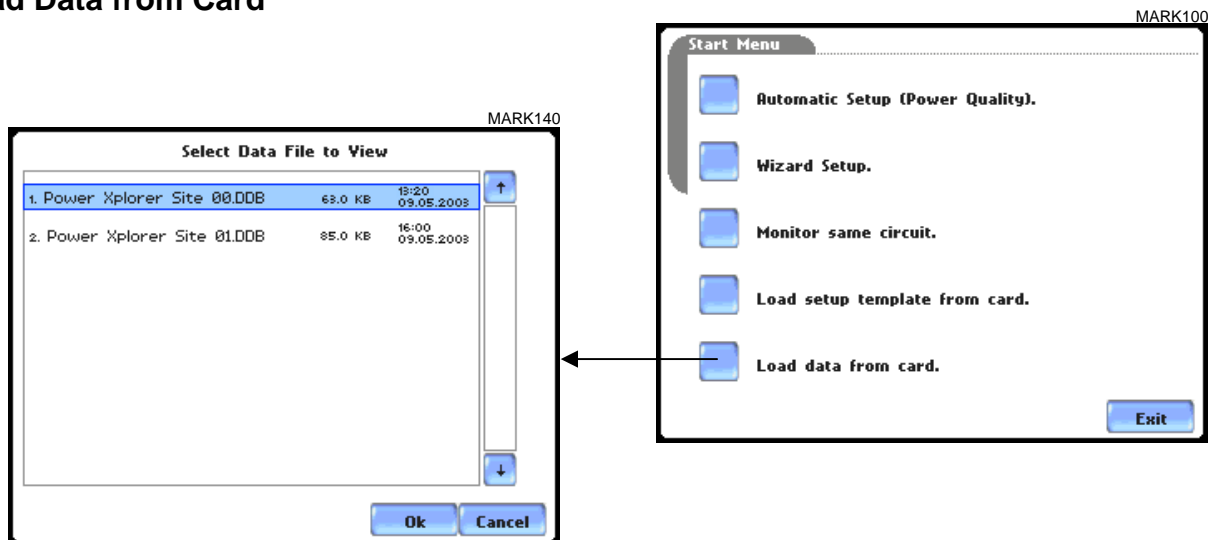 ad Data from Card
MARK100
Start Menu
Automatic Setup (Power Quality).
Wizard Setup.
Monitor same circuit.
Load setup template from card.
Load data from card.
Exit
MARK140
Select Data File to View
1. Power Xplorer Site 00.DDB 63.0 KB 13:20
09.05.2003
2. Power Xplorer Site 01.DDB 85.0 KB 16:00
09.05.2003
Ok Cancel